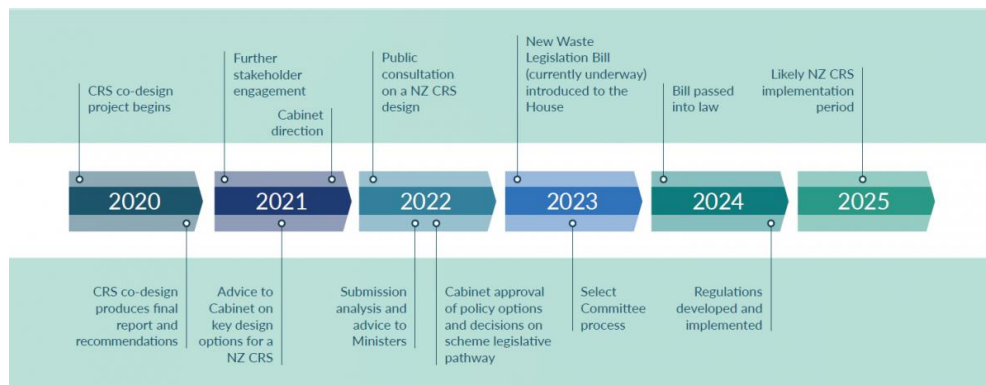 CRS co-design
project begins
Further
stakeholder
engagement
Cabinet
direction
Public
consultation
on a NZ CRS
design
New Waste
Legislation Bill
(currently underway)
introduced to the
House
Bill passed
into law
Likely NZ CRS
implementation
period
2020
2021
2022
2023
2024
2025
CRS co-design
produces final
report and
recommendations
Advice to
Cabinet on
key design
options for a
NZ CRS
Submission
analysis and
advice to
Ministers
Cabinet approval
of policy options
and decisions on
scheme legislative
pathway
Select
Committee
process
Regulations
developed and
implemented